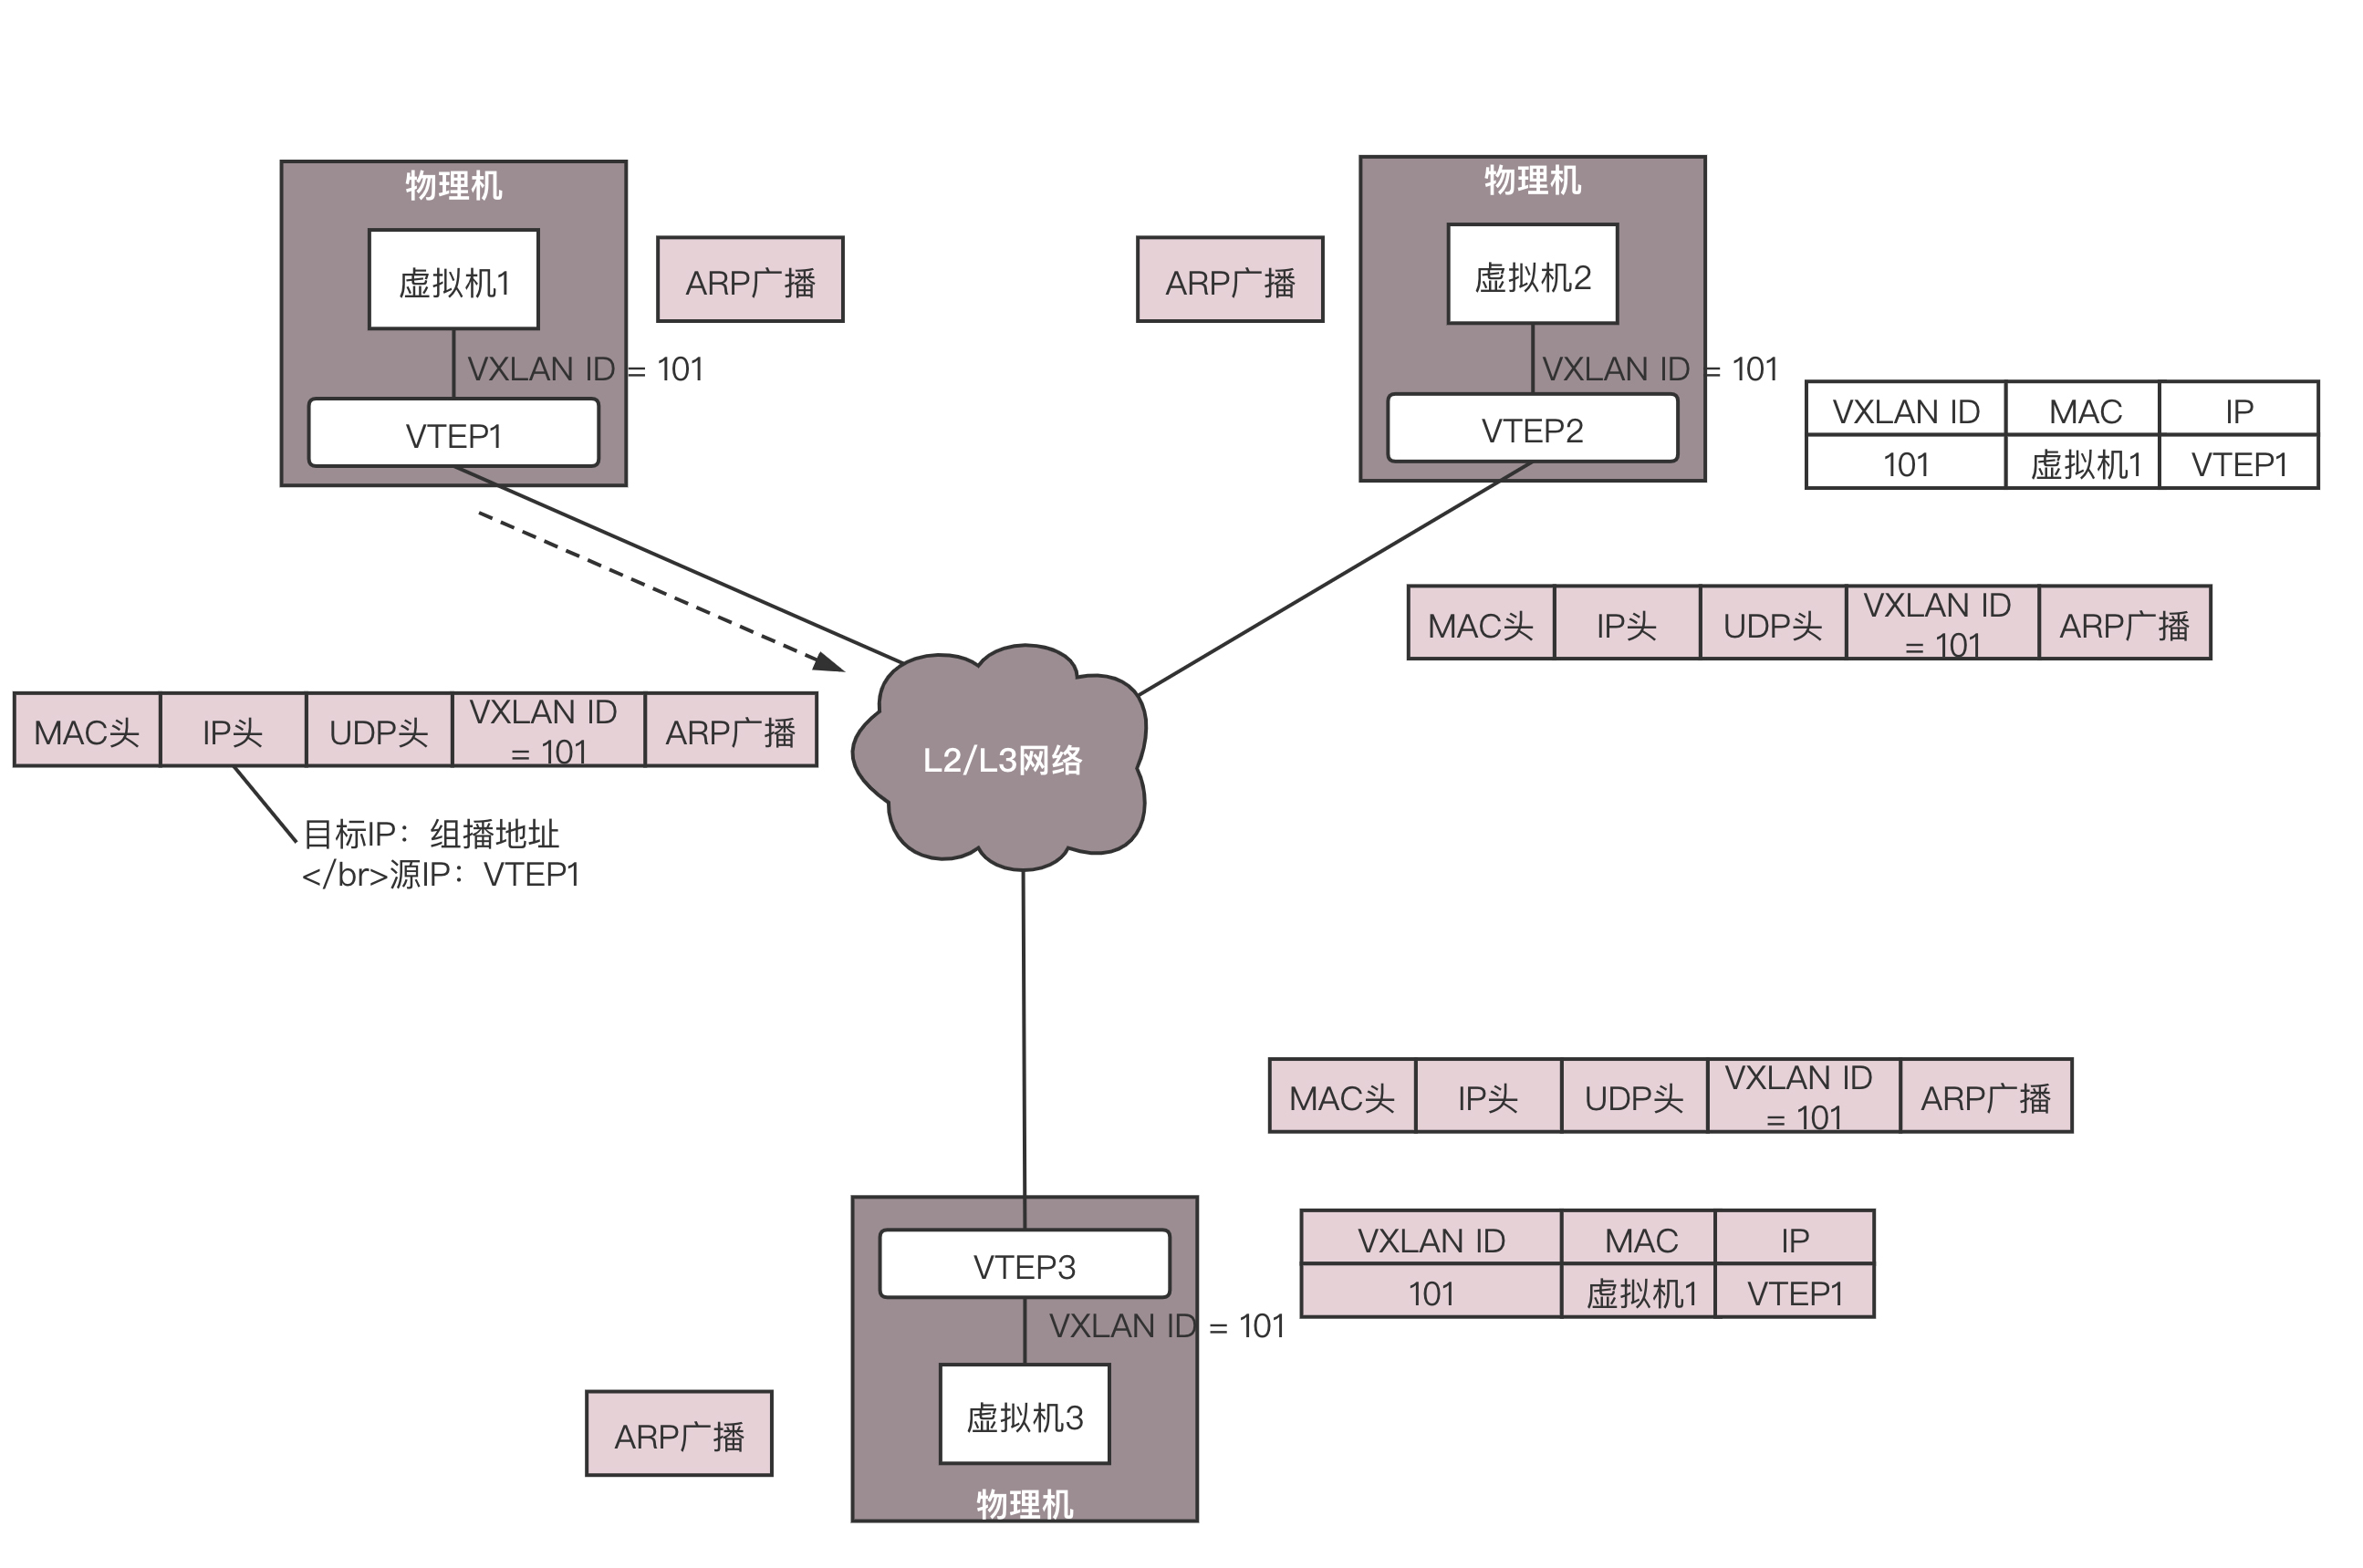 物理机
虚拟机1
ARP广播
VXLAN ID = 101
VTEP1
物理机
ARP广播
虚拟机2
VXLAN ID = 101
VTEP2
VXLAN ID MAC IP
101 虚拟机1 VTEP1
MAC头 IP头 UDP头 VXLAN ID = 101 ARP广播
MAC头 IP头 UDP头 VXLAN ID = 101 ARP广播
L2/L3网络
目标IP：组播地址
</br>源IP：VTEP1
MAC头 IP头 UDP头 VXLAN ID = 101 ARP广播
VXLAN ID MAC IP
101 虚拟机1 VTEP1
VTEP3
VXLAN ID = 101
虚拟机3
ARP广播
物理机